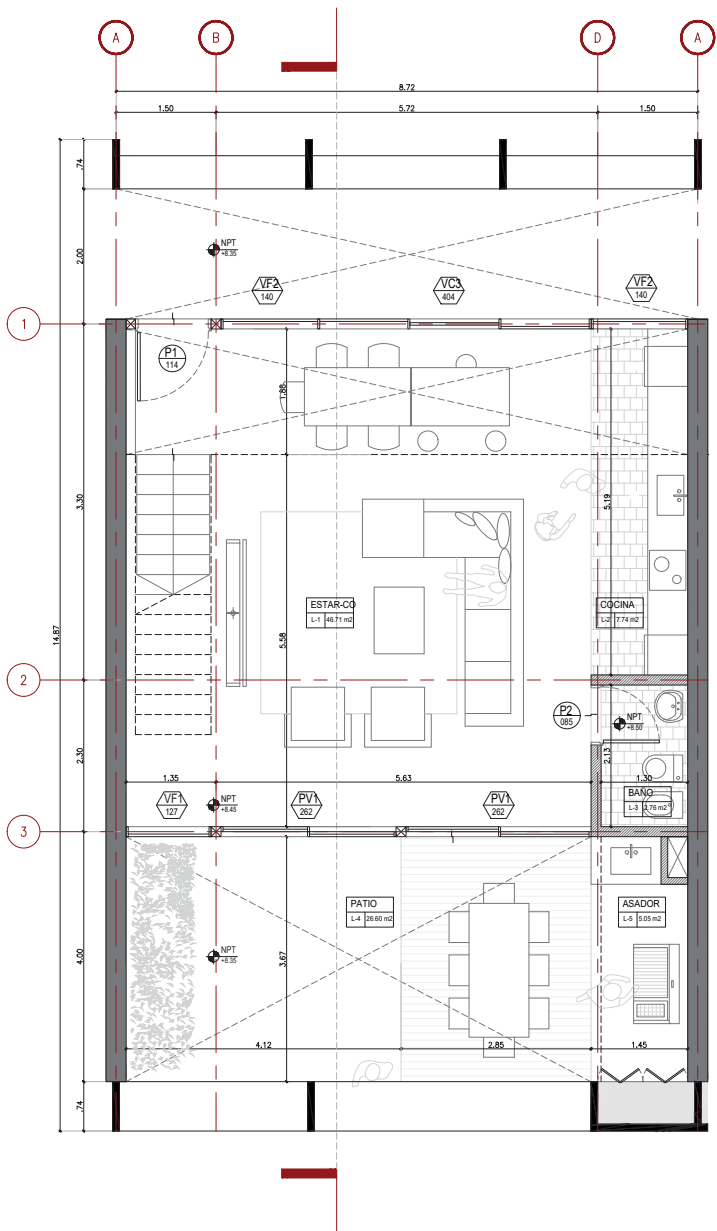 A B D A
8.72
1.50 5.72 1.50
.74
2.00
NPT
+8.35
VF2
140
VC3
404
VF2
140
1
P1
114
1.88
3.30
5.19
14.87
ESTAR-CO
L-1 46.71 m2
COCINA
L-2 7.74 m2
5.58
2
P2
085
NPT
+8.50
2.30
2.13
1.35 5.63 1.30
VF1
127
NPT
+8.45
PV1
262
PV1
262
BAÑO
L-3 2.76 m2
3
PATIO
L-4 26.60 m2
ASADOR
L-5 5.05 m2
NPT
+8.35
4.00
3.67
4.12 2.85 1.45
.74